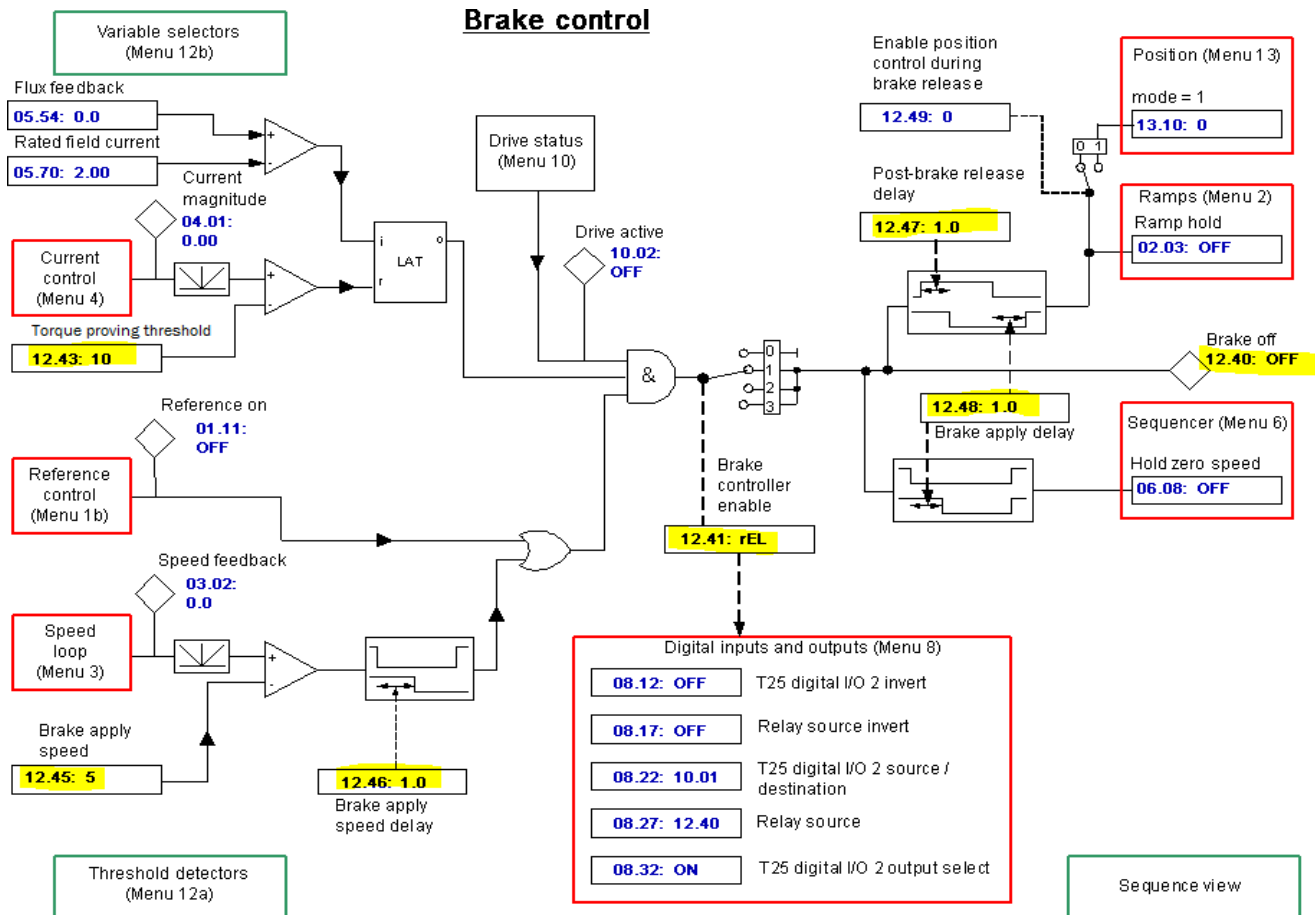 Brake control
Variable selectors
(Menu 12b)
Flux feedback
05.54: 0.0
Rated field current
05.70: 2.00
Current
magnitude
04.01:
0.00
Current
control
(Menu 4)
Torque proving threshold
12.43: 10
i
o
LAT
r
+
-
+
-
Drive status
(Menu 10)
Drive active
10.02:
OFF
Reference on
01.11:
OFF
Reference
control
(Menu 1b)
Speed feedback
03.02:
0.0
Speed
loop
(Menu 3)
+
-
Brake apply
speed
12.45: 5
12.46: 1.0
Brake apply
speed delay
&
0
1
2
3
Brake
controller
enable
12.41: rEL
Enable position
control during
brake release
12.49: 0
Post-brake release
delay
12.47: 1.0
12.48: 1.0
Brake apply delay
Position (Menu 13)
mode = 1
13.10: 0
0 1
Ramps (Menu 2)
Ramp hold
02.03: OFF
Brake off
12.40: OFF
Sequencer (Menu 6)
Hold zero speed
06.08: OFF
Digital inputs and outputs (Menu 8)
08.12: OFF T25 digital I/O 2 invert
08.17: OFF Relay source invert
08.22: 10.01 T25 digital I/O 2 source /
destination
08.27: 12.40 Relay source
08.32: ON T25 digital I/O 2 output select
Threshold detectors
(Menu 12a)
Sequence view